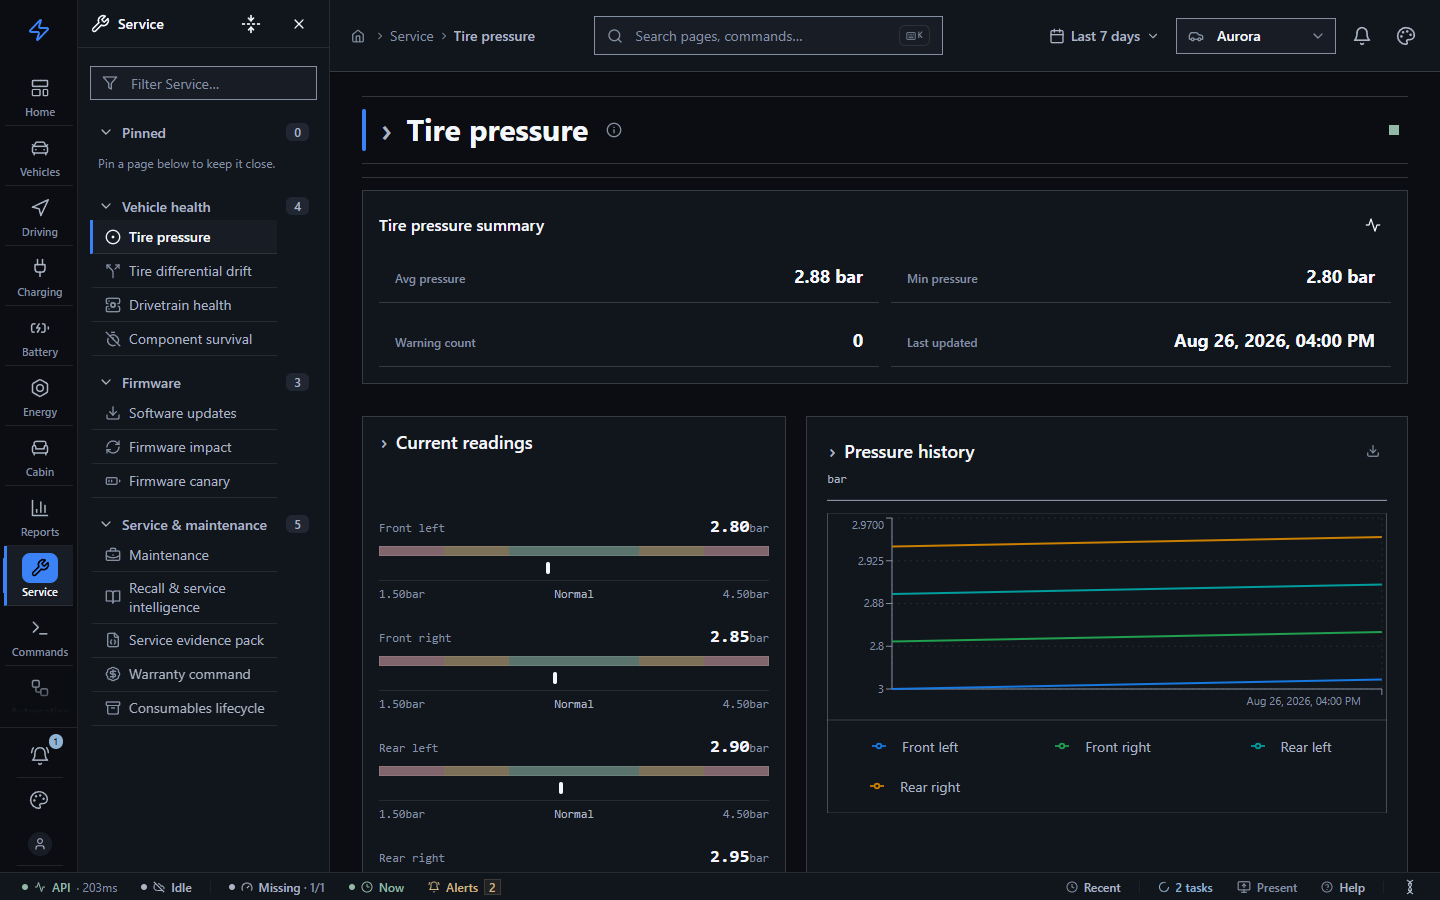 Home
Vehicles
Driving
Charging
Battery
Energy
Cabin
Reports
Service
Commands
1
Service
Filter Service...
Pinned
0
Pin a page below to keep it close.
Vehicle health
4
Tire pressure
Tire differential drift
Drivetrain health
Component survival
Firmware
3
Software updates
Firmware impact
Firmware canary
Service & maintenance
5
Maintenance
Recall & service
intelligence
Service evidence pack
Warranty command
Consumables lifecycle
Service
Tire pressure
Search pages, commands...
K
Last 7 days
Aurora
Tire pressure
Tire pressure summary
Avg pressure
2.88 bar
Min pressure
2.80 bar
Warning count
0
Last updated
Aug 26, 2026, 04:00 PM
Current readings
Front left
2.80bar
1.50bar
Normal
4.50bar
Front right
2.85bar
1.50bar
Normal
4.50bar
Rear left
2.90bar
1.50bar
Normal
4.50bar
Rear right
2.95bar
Pressure history
bar
2.9700
2.925
2.88
2.8
3
Aug 26, 2026, 04:00 PM
Front left
Front right
Rear left
Rear right
API · 203ms
Idle
Missing · 1/1
Now
Alerts 2
Recent
2 tasks
Present
Help